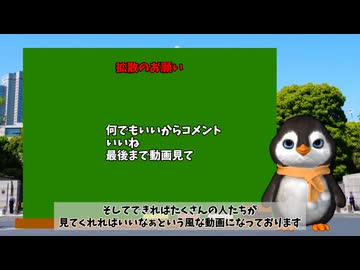 拡散のお願い
何でもいいからコメント
いいね
最後まで動画見て
そしてできればたくさんの人たちが
見てくれればいいなぁという風な動画になっております